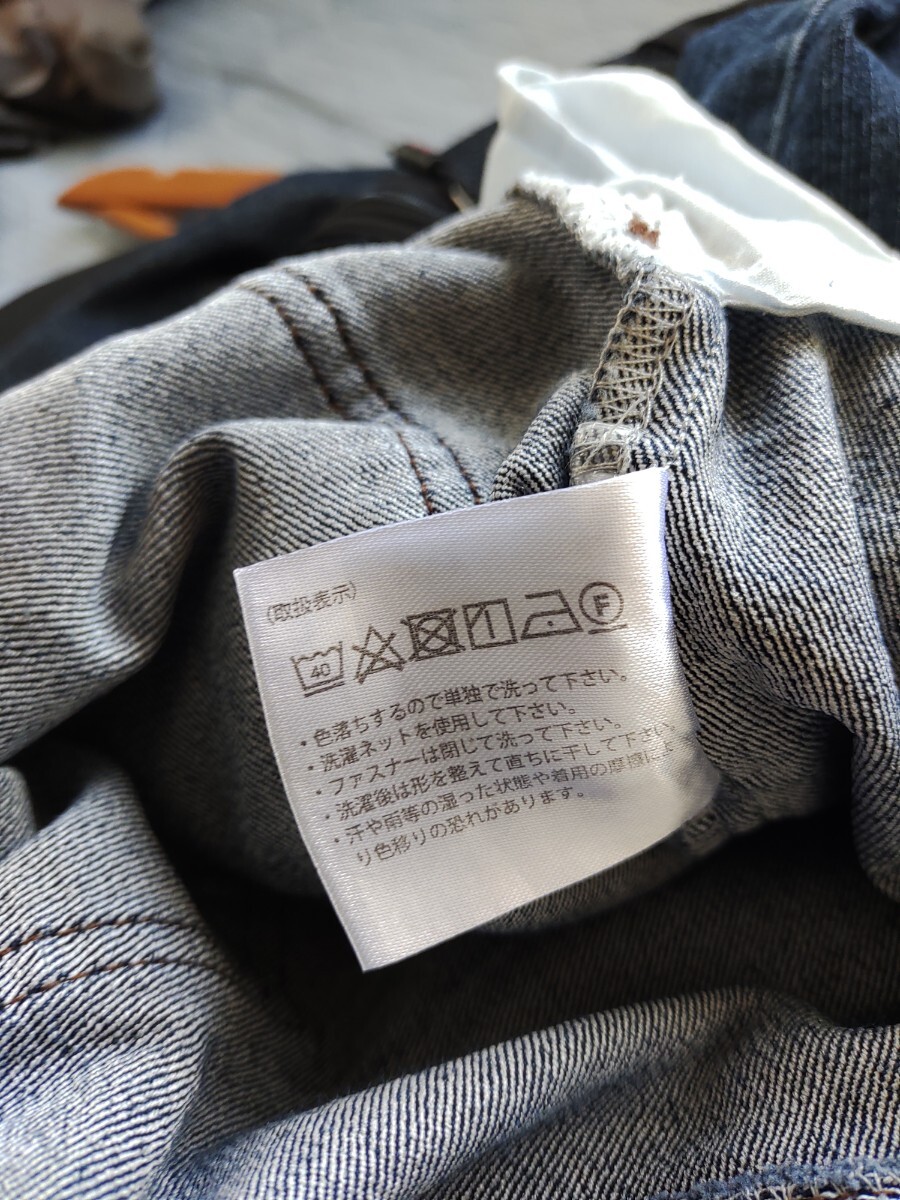 (取扱表示)
40 F
・色落ちするので単独で洗って下さい。
・洗濯ネットを使用して下さい。
・ファスナーは閉じて洗って下さい。
・洗濯後は形を整えて直ちに干して下さい
・汗や雨等の湿った状態や着用の摩擦によ
り色移りの恐れがあります。